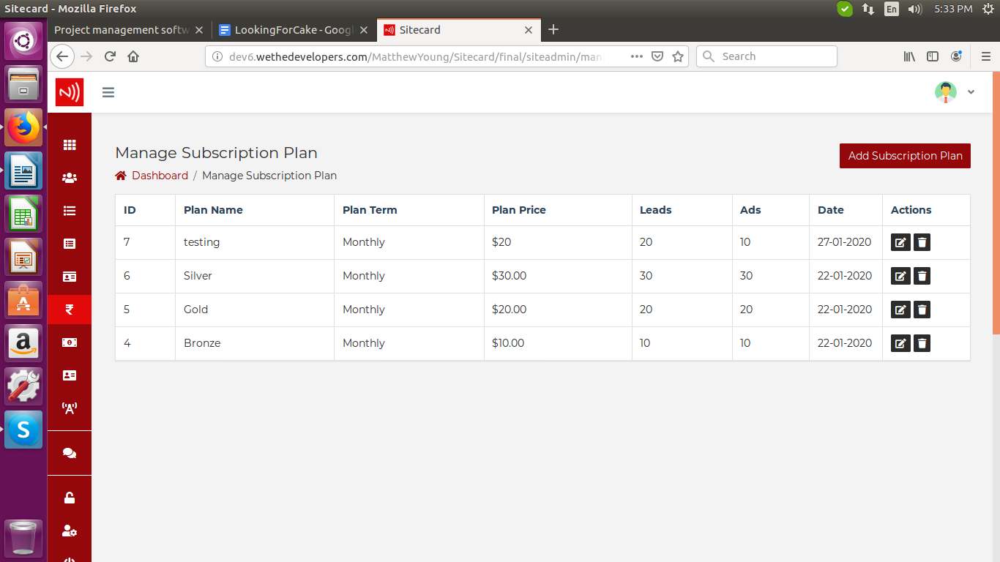 Sitecard - Mozilla Firefox
En
5:33 PM
Project management softw
LookingForCake - Googl
Sitecard
dev6.wethedevelopers.com/MatthewYoung/Sitecard/final/siteadmin/man
Search
Manage Subscription Plan
Add Subscription Plan
Dashboard / Manage Subscription Plan
ID Plan Name Plan Term Plan Price Leads Ads Date Actions
7 testing Monthly $20 20 10 27-01-2020
6 Silver Monthly $30.00 30 30 22-01-2020
5 Gold Monthly $20.00 20 20 22-01-2020
4 Bronze Monthly $10.00 10 10 22-01-2020